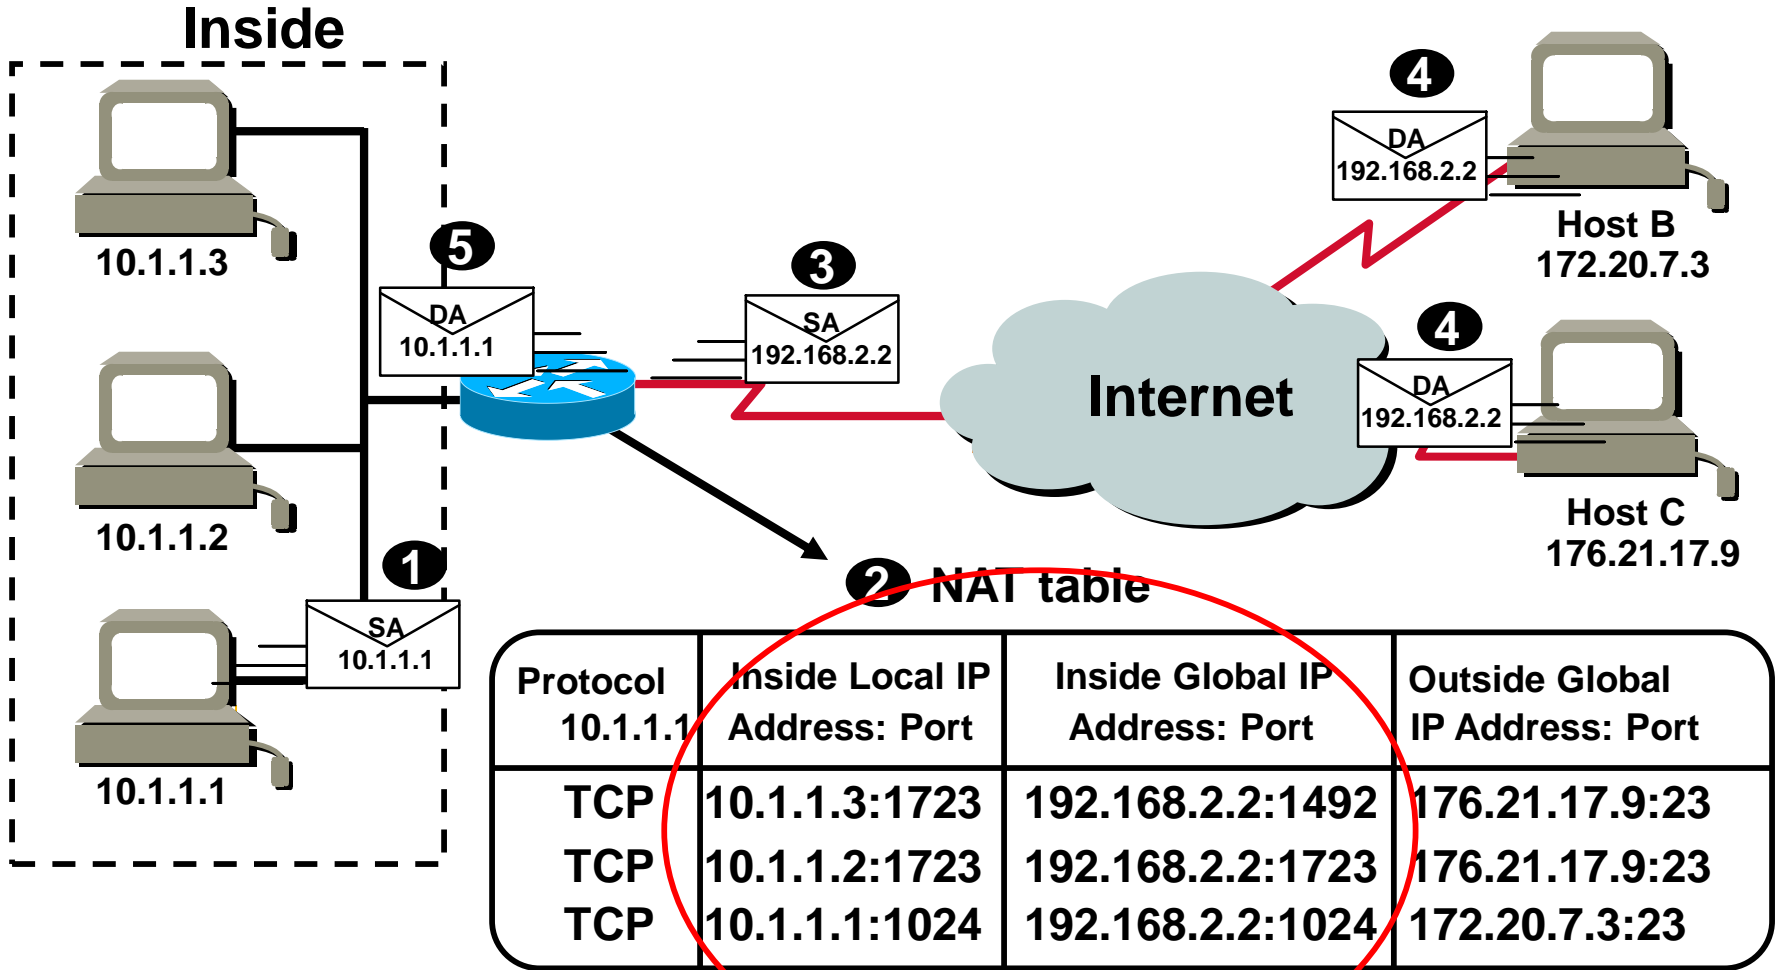 Inside
10.1.1.3
10.1.1.2
10.1.1.1
1
SA
10.1.1.1
5
DA
10.1.1.1
3
SA
192.168.2.2
Internet
4
DA
192.168.2.2
Host B
172.20.7.3
4
DA
192.168.2.2
Host C
176.21.17.9
2 NAT table
Protocol Inside Local IP Inside Global IP Outside Global
10.1.1.1 Address: Port Address: Port IP Address: Port
TCP 10.1.1.3:1723 192.168.2.2:1492 176.21.17.9:23
TCP 10.1.1.2:1723 192.168.2.2:1723 176.21.17.9:23
TCP 10.1.1.1:1024 192.168.2.2:1024 172.20.7.3:23